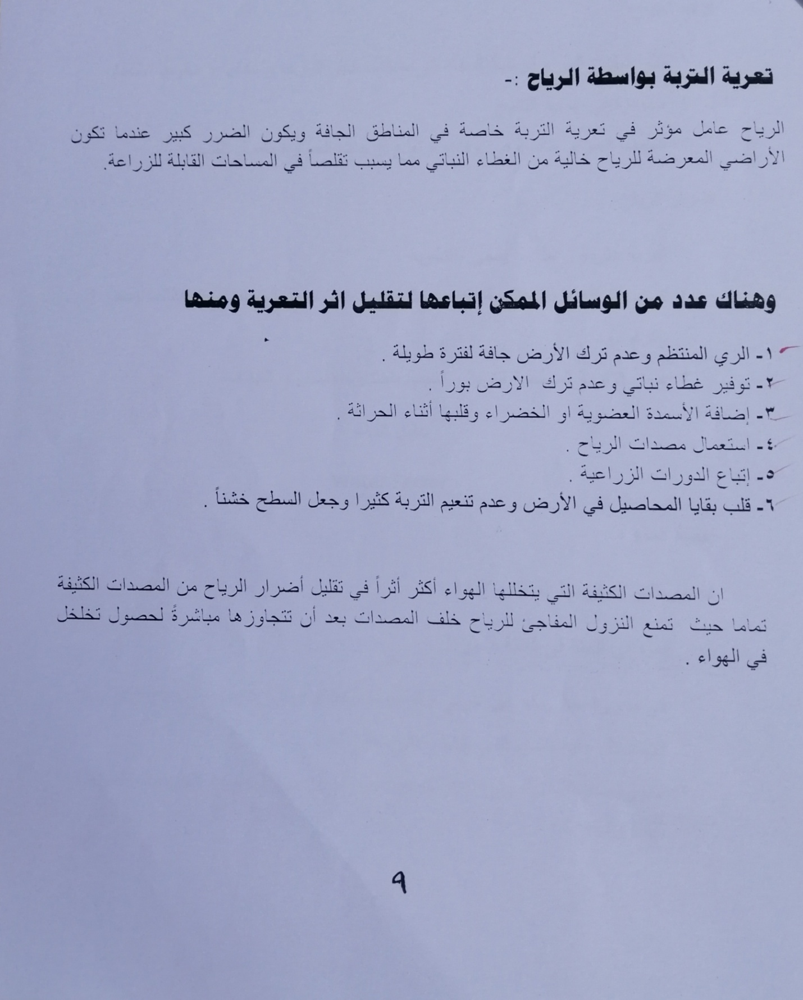 تعرية التربة بواسطة الرياح :-
الرياح عامل مؤثر في تعرية التربة خاصة في المناطق الجافة ويكون الضرر كبير عندما تكون
الأراضي المعرضة للرياح خالية من الغطاء النباتي مما يسبب تقلصاً في المساحات القابلة للزراعة.
وهناك عدد من الوسائل الممكن إتباعها لتقليل اثر التعرية ومنها
١- الري المنتظم وعدم ترك الأرض جافة لفترة طويلة .
٢- توفير غطاء نباتي وعدم ترك الارض بوراً .
٣- إضافة الأسمدة العضوية او الخضراء وقلبها أثناء الحراثة .
٤- استعمال مصدات الرياح .
٥- إتباع الدورات الزراعية .
٦- قلب بقايا المحاصيل في الأرض وعدم تنعيم التربة كثيرا وجعل السطح خشناً .
ان المصدات الكثيفة التي يتخللها الهواء أكثر أثراً في تقليل أضرار الرياح من المصدات الكثيفة
تماما حيث تمنع النزول المفاجئ للرياح خلف المصدات بعد أن تتجاوزها مباشرةً لحصول تخلخل
في الهواء .
٩